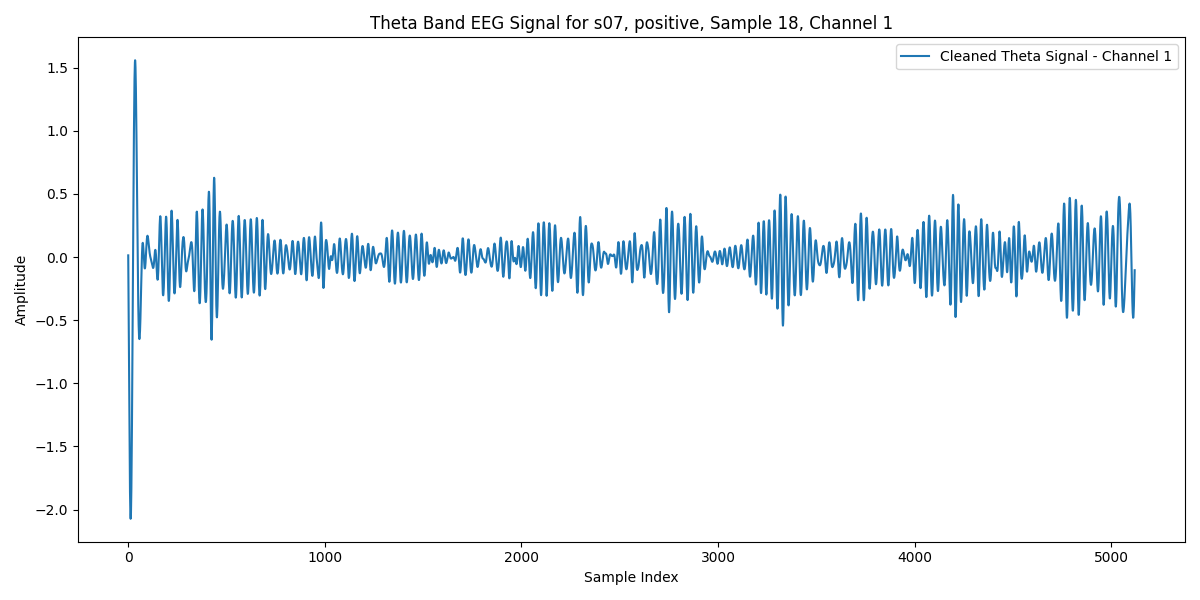 Theta Band EEG Signal for s07, positive, Sample 18, Channel 1
Cleaned Theta Signal - Channel 1
1.5
1.0
0.5
0.0
−0.5
−1.0
−1.5
−2.0
Amplitude
0 1000 2000 3000 4000 5000
Sample Index